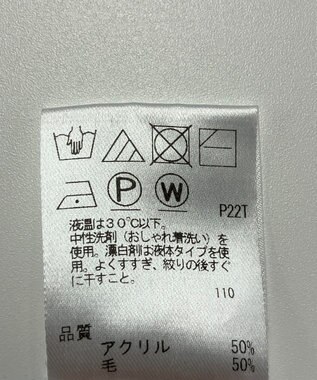 P
W
P22T
液温は30℃以下。
中性洗剤（おしゃれ着洗い）を
使用。漂白剤は液体タイプを使
用。よくすすぎ、絞りの後すぐ
に干すこと。
110
品質
アクリル 50%
毛 50%